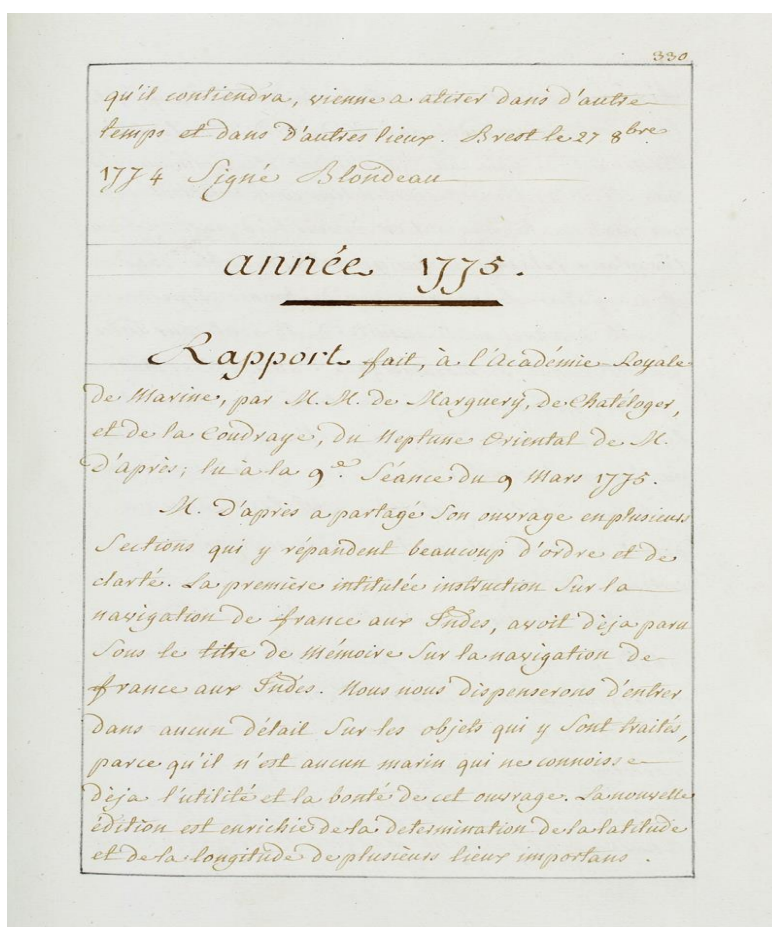 330
qu'il contiendra, vienne a atirer dans d'autre
temps et dans d'autres lieux. Brest le 27 8bre
1774 Signé Blondeau
année 1775.
Rapport fait, à l'Académie Royale
de Marine, par M. M. de Marguerÿ, de Chatéloger,
et de la Coudraye, du Neptune Oriental de M.
D'après; lu à la 9e. Séance du 9 Mars 1775.
M. D'après a partagé Son ouvrage en plusieurs
Sections qui y répandent beaucoup d'ordre et de
clarté. La premiere intitulée instruction Sur la
navigation de france aux Indes, avoit déja paru
Sous le titre de Mémoire Sur la navigation de
france aux Indes. Nous nous dispenserons d'entrer
dans aucun détail Sur les objets qui y Sont traités,
parce qu'il n'est aucun marin qui ne connoisse
déja l'utilité et la bonté de cet ouvrage. La nouvelle
édition est enrichie de la determination de la latitude
et de la longitude de plusieurs lieux importans.